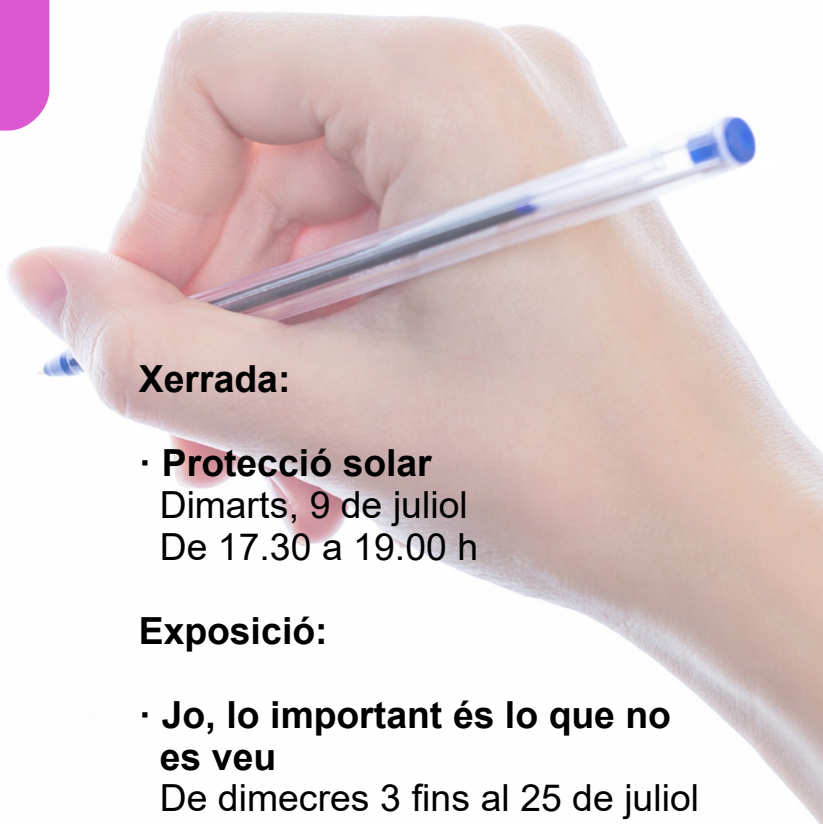 Xerrada:
· Protecció solar
Dimarts, 9 de juliol
De 17.30 a 19.00 h
Exposició:
· Jo, lo important és lo que no
es veu
De dimecres 3 fins al 25 de juliol